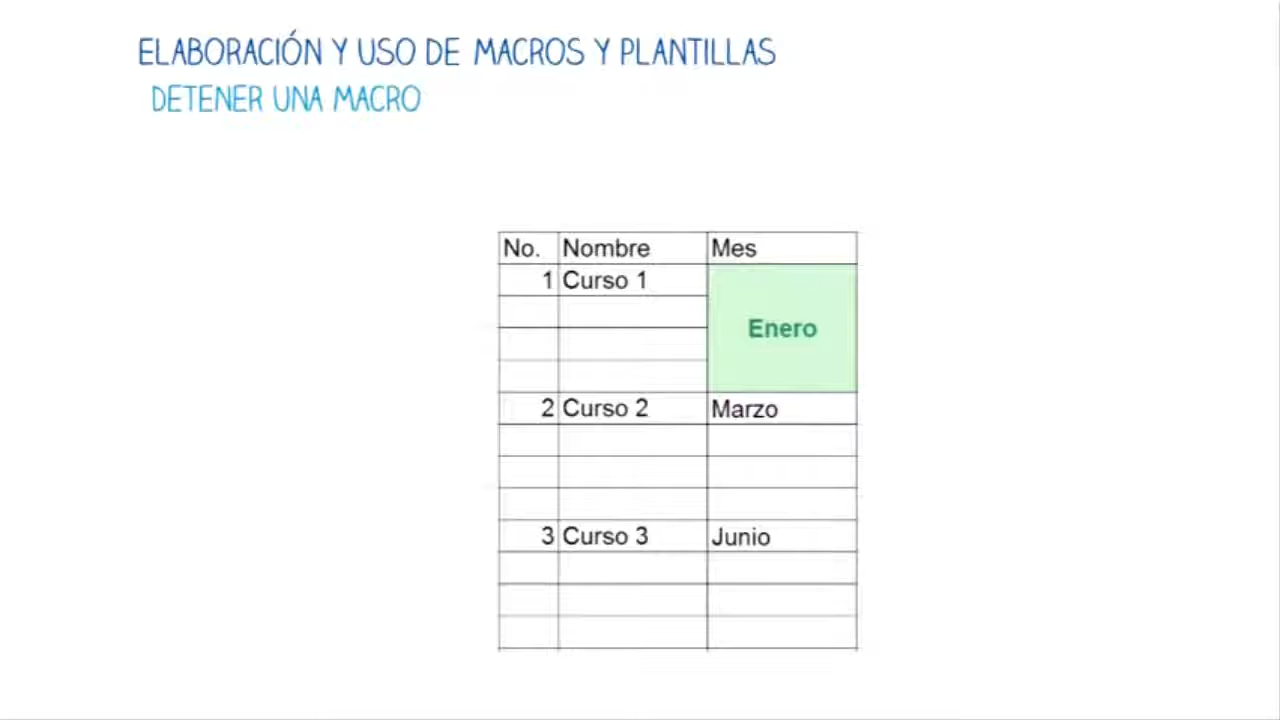 ELABORACIÓN Y USO DE MACROS Y PLANTILLAS
DETENER UNA MACRO
No. Nombre Mes
1 Curso 1 Enero
2 Curso 2 Marzo
3 Curso 3 Junio